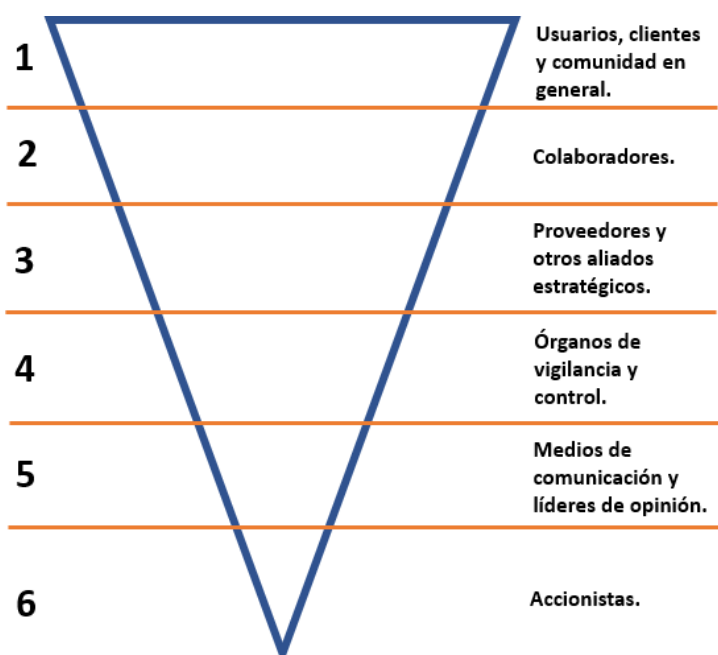 1
Usuarios, clientes
y comunidad en
general.
2
Colaboradores.
3
Proveedores y
otros aliados
estratégicos.
4
Órganos de
vigilancia y
control.
5
Medios de
comunicación y
líderes de opinión.
6
Accionistas.